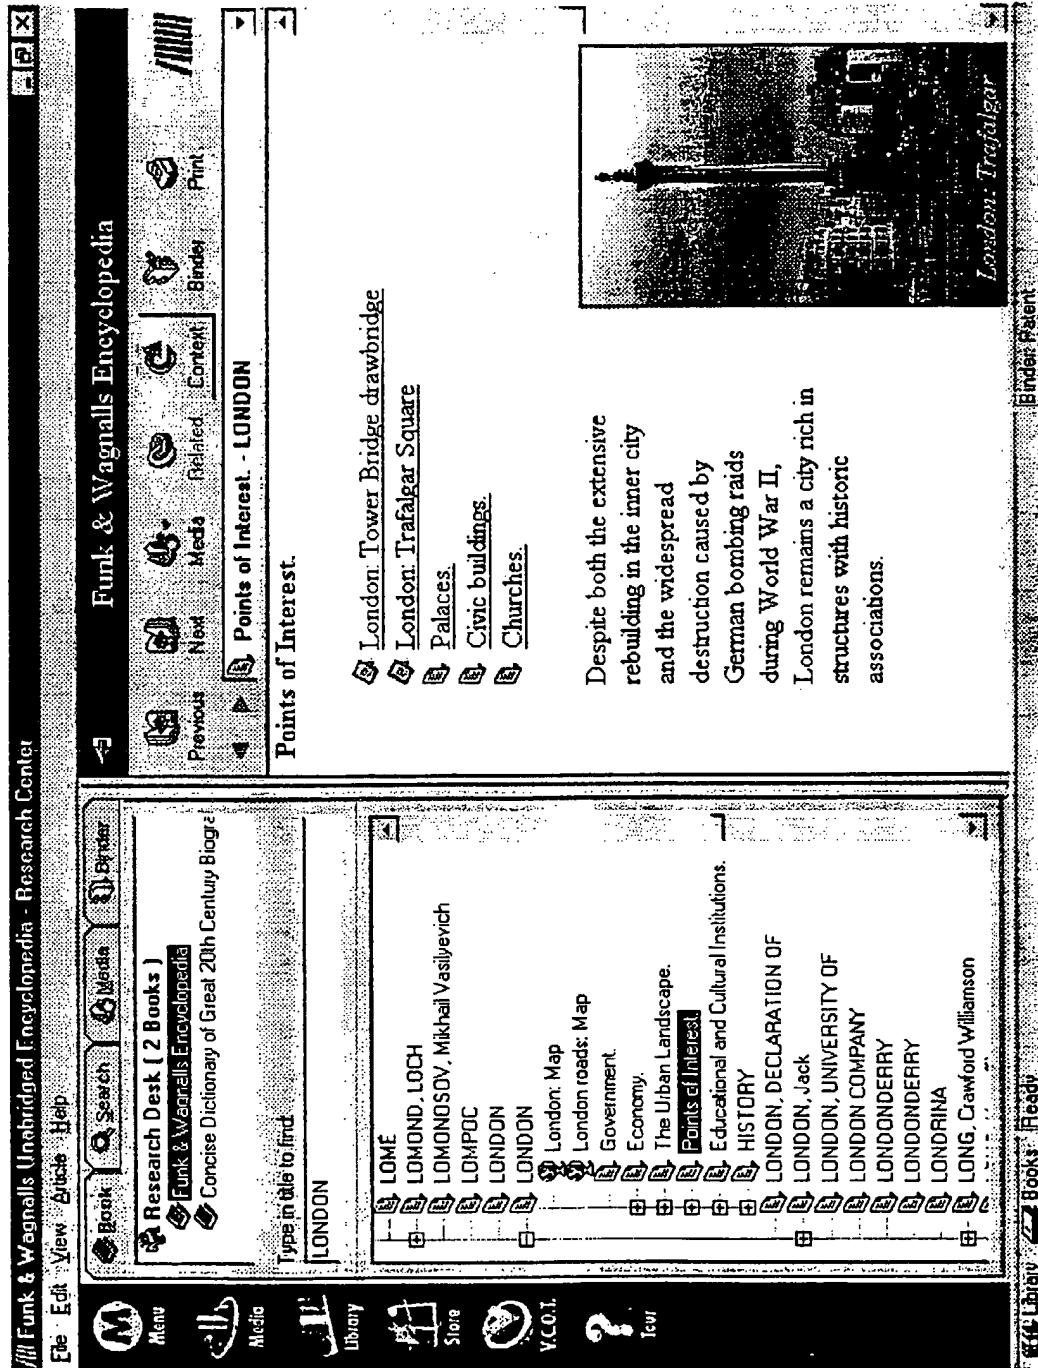 Funk & Wagnalls Unabridged Encyclopedia - Research Center
File Edit View Article Help
Menu
Media
Library
Store
Y.C.O.T.
Tour
Book Search Media Binder
Research Desk ( 2 Books )
Funk & Wagnalls Encyclopedia
Concise Dictionary of Great 20th Century Biogra
Type in title to find
LONDON
LOME
LOMOND, LOCH
LOMONOSOV, Mikhail Vasilyevich
LOMPOC
LONDON
LONDON
London: Map
London roads: Map
Government.
Economy.
The Urban Landscape.
Points of Interest.
Educational and Cultural Institutions.
HISTORY
LONDON, DECLARATION OF
LONDON, Jack
LONDON, UNIVERSITY OF
LONDON COMPANY
LONDONDERRY
LONDONDERRY
LONDRINA
LONG, Crawford Williamson
Funk & Wagnalls Encyclopedia
Previous Next Media Related Context Binder Print
Points of Interest. - LONDON
Points of Interest.
London: Tower Bridge drawbridge
London: Trafalgar Square
Palaces.
Civic buildings.
Churches.
Despite both the extensive
rebuilding in the inner city
and the widespread
destruction caused by
German bombing raids
during World War II,
London remains a city rich in
structures with historic
associations.
London: Trafalgar
Library Books Ready
Binder Patent